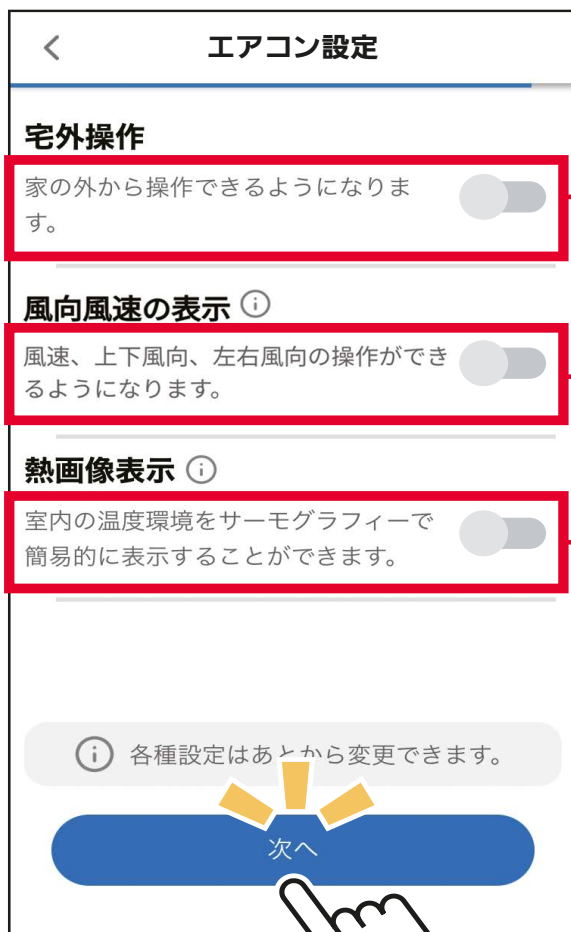 エアコン設定
宅外操作
家の外から操作できるようになりま
す。
風向風速の表示
風速、上下風向、左右風向の操作ができ
るようになります。
熱画像表示
室内の温度環境をサーモグラフィーで
簡易的に表示することができます。
各種設定はあとから変更できます。
次へ